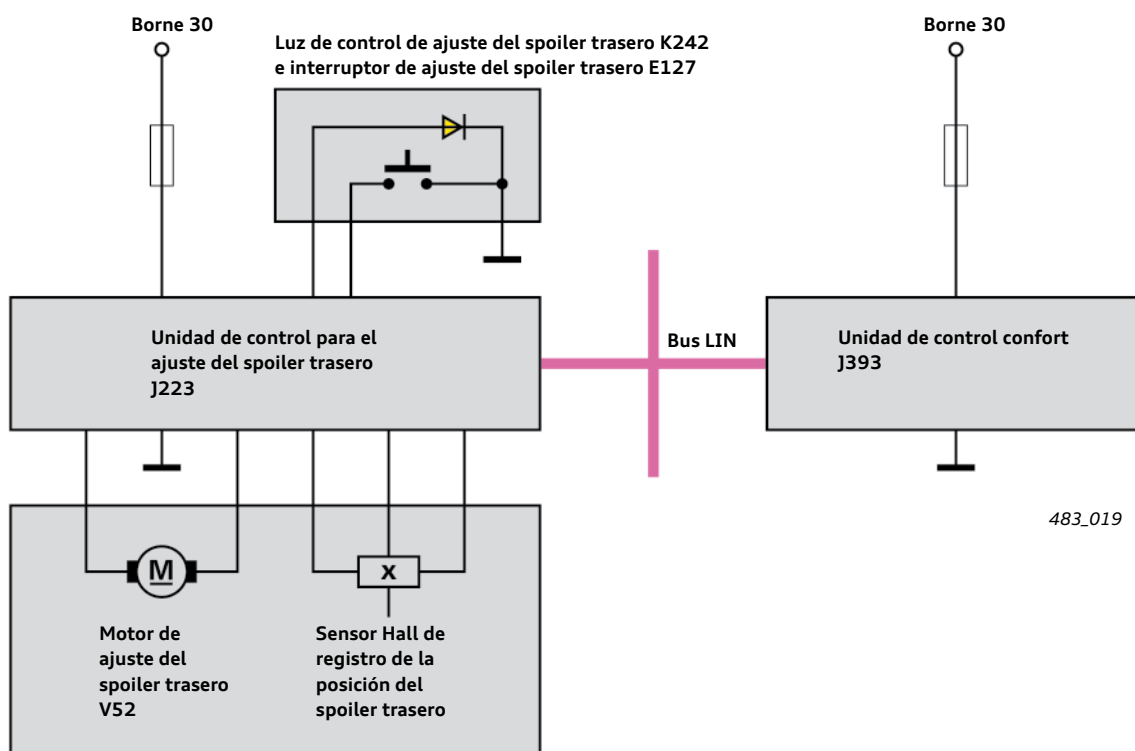 Borne 30
Luz de control de ajuste del spoiler trasero K242
e interruptor de ajuste del spoiler trasero E127
Borne 30
Unidad de control para el
ajuste del spoiler trasero
J223
Bus LIN
Unidad de control confort
J393
483_019
M
X
Motor de
ajuste del
spoiler trasero
V52
Sensor Hall de
registro de la
posición del
spoiler trasero